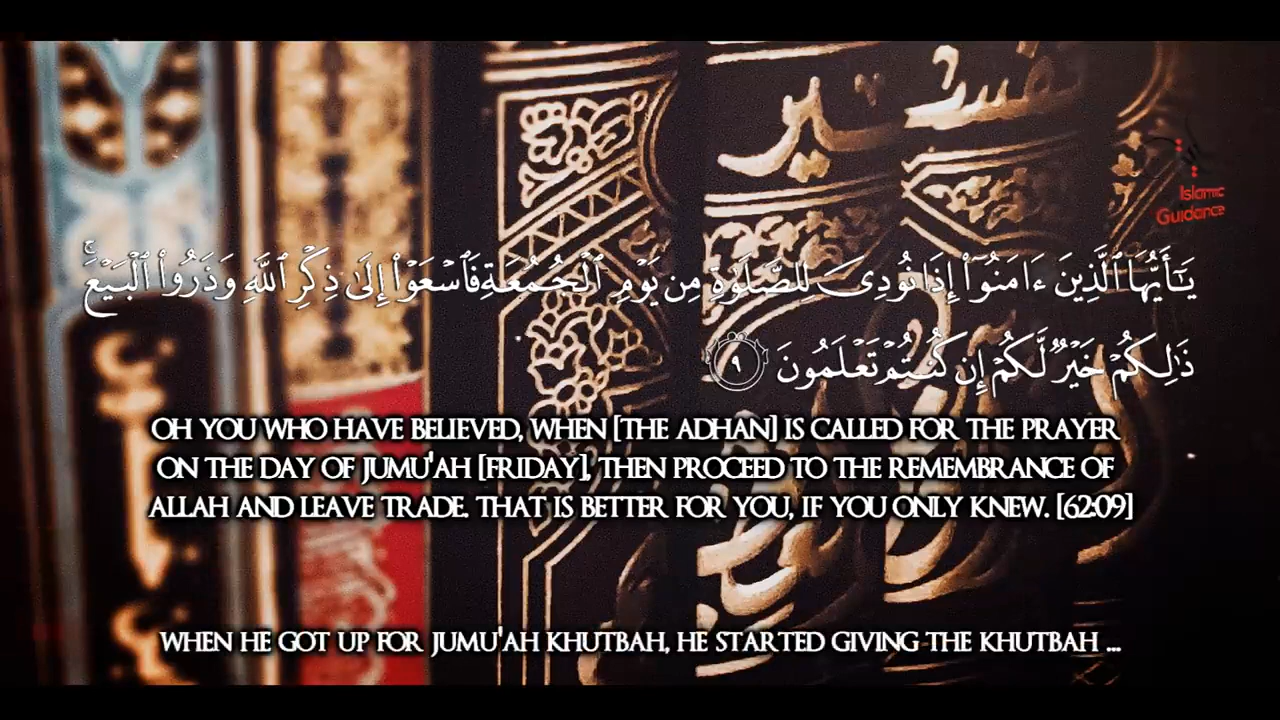 تفسير
Islamic
Guidance
يَـٰٓأَيُّهَا ٱلَّذِينَ ءَامَنُوٓا۟ إِذَا نُودِىَ لِلصَّلَوٰةِ مِن يَوْمِ ٱلْجُمُعَةِ فَٱسْعَوْا۟ إِلَىٰ ذِكْرِ ٱللَّهِ وَذَرُوا۟ ٱلْبَيْعَ ۚ
ذَٰلِكُمْ خَيْرٌ لَّكُمْ إِن كُنتُمْ تَعْلَمُونَ ٩
OH YOU WHO HAVE BELIEVED, WHEN [THE ADHAN] IS CALLED FOR THE PRAYER
ON THE DAY OF JUMU'AH [FRIDAY], THEN PROCEED TO THE REMEMBRANCE OF
ALLAH AND LEAVE TRADE. THAT IS BETTER FOR YOU, IF YOU ONLY KNEW. [62:09]
WHEN HE GOT UP FOR JUMU'AH KHUTBAH, HE STARTED GIVING THE KHUTBAH ...